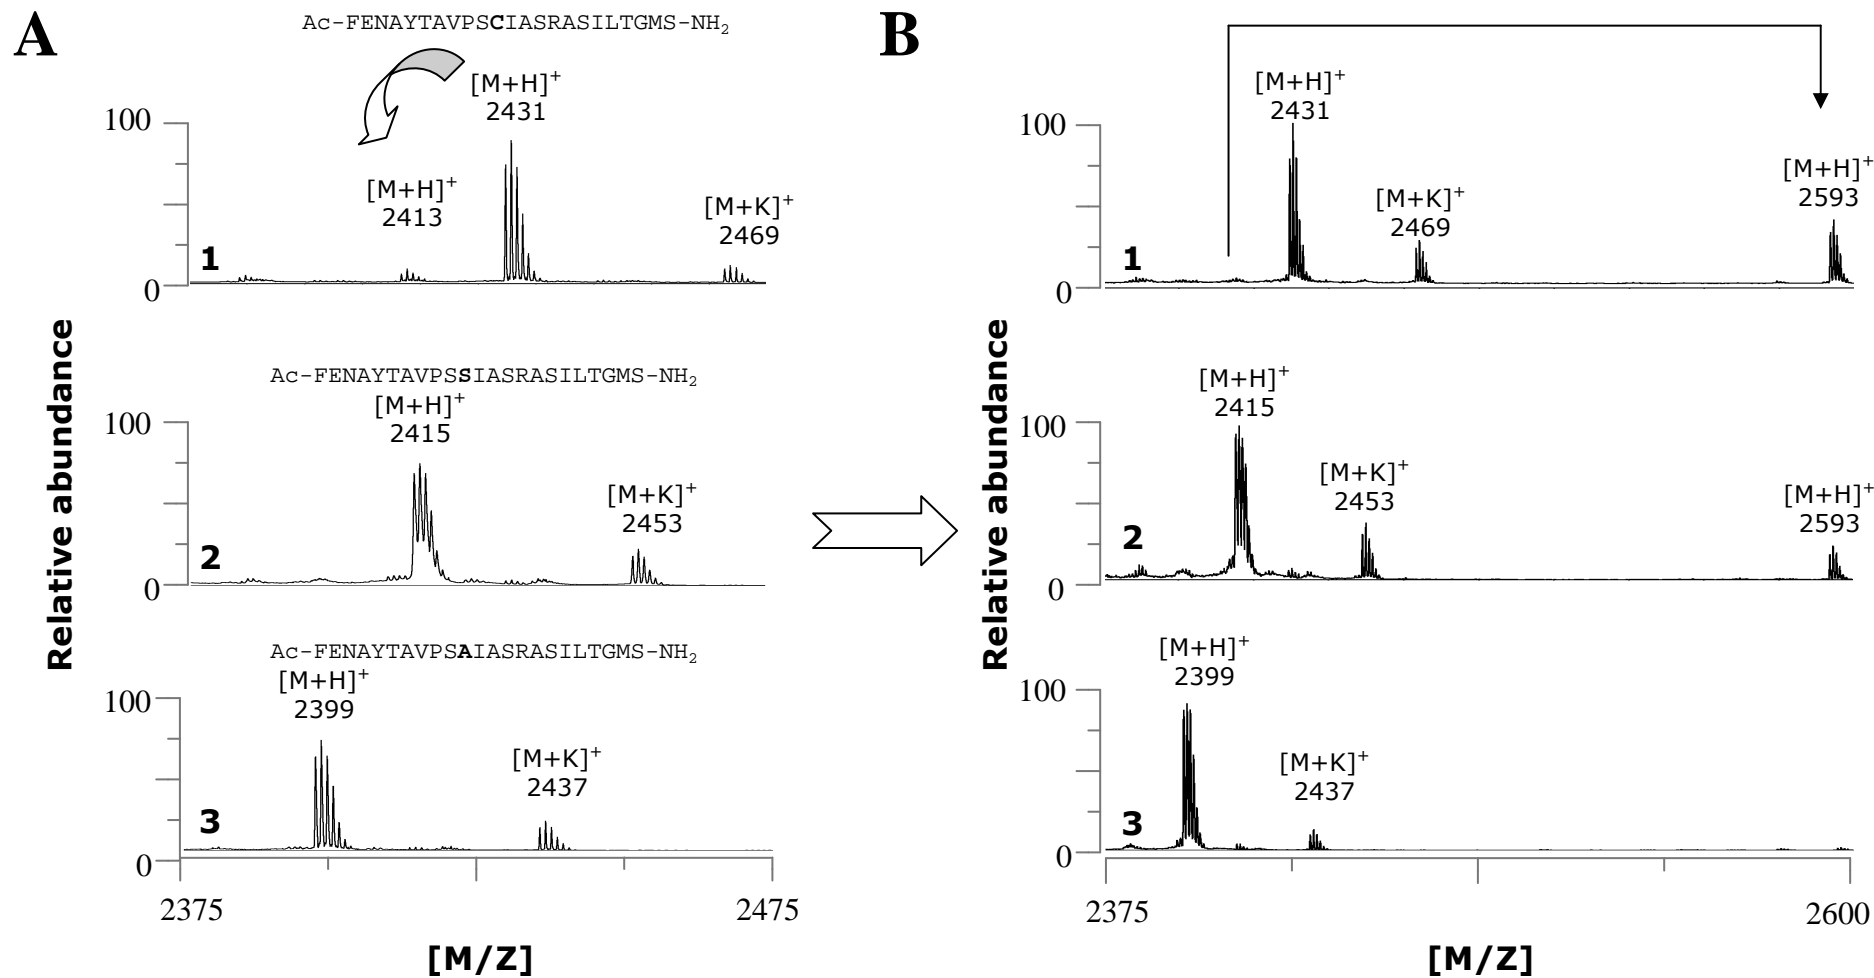 A
Ac-FENAYTAVPSCIASRASILTGMS-NH₂
[M+H]⁺
2431
[M+H]⁺
2413
[M+K]⁺
2469
100
0
1
Ac-FENAYTAVPSSIASRASILTGMS-NH₂
[M+H]⁺
2415
[M+K]⁺
2453
100
0
2
Ac-FENAYTAVPSAIASRASILTGMS-NH₂
[M+H]⁺
2399
[M+K]⁺
2437
100
0
3
Relative abundance
2375
2475
[M/Z]
B
[M+H]⁺
2431
[M+K]⁺
2469
[M+H]⁺
2593
100
0
1
[M+H]⁺
2415
[M+K]⁺
2453
[M+H]⁺
2593
100
0
2
[M+H]⁺
2399
[M+K]⁺
2437
100
0
3
Relative abundance
2375
2600
[M/Z]